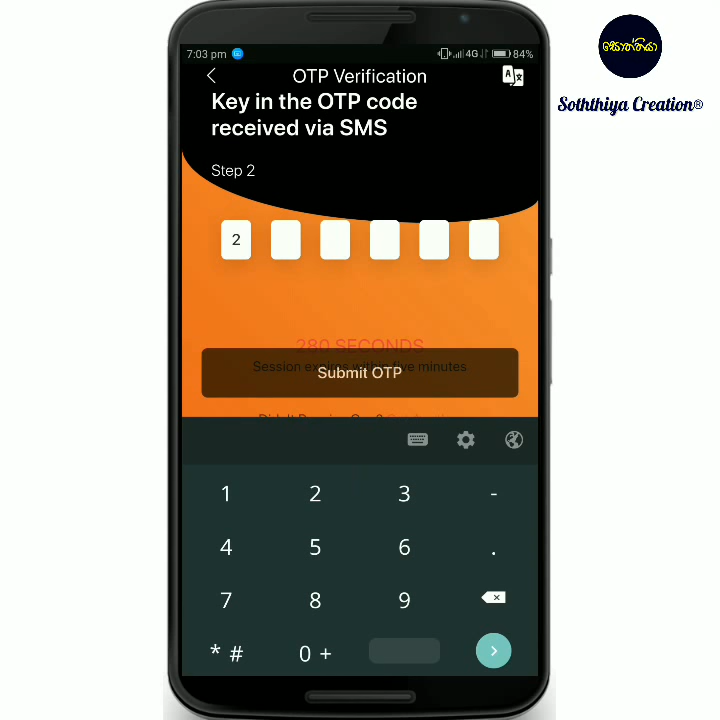 7:03 pm
4G 84%
OTP Verification
Key in the OTP code
received via SMS
Step 2
2
280 SECONDS
Session expires within five minutes
Submit OTP
1 2 3 -
4 5 6 .
7 8 9
* # 0 +
සොත්තියා
Soththiya Creation®